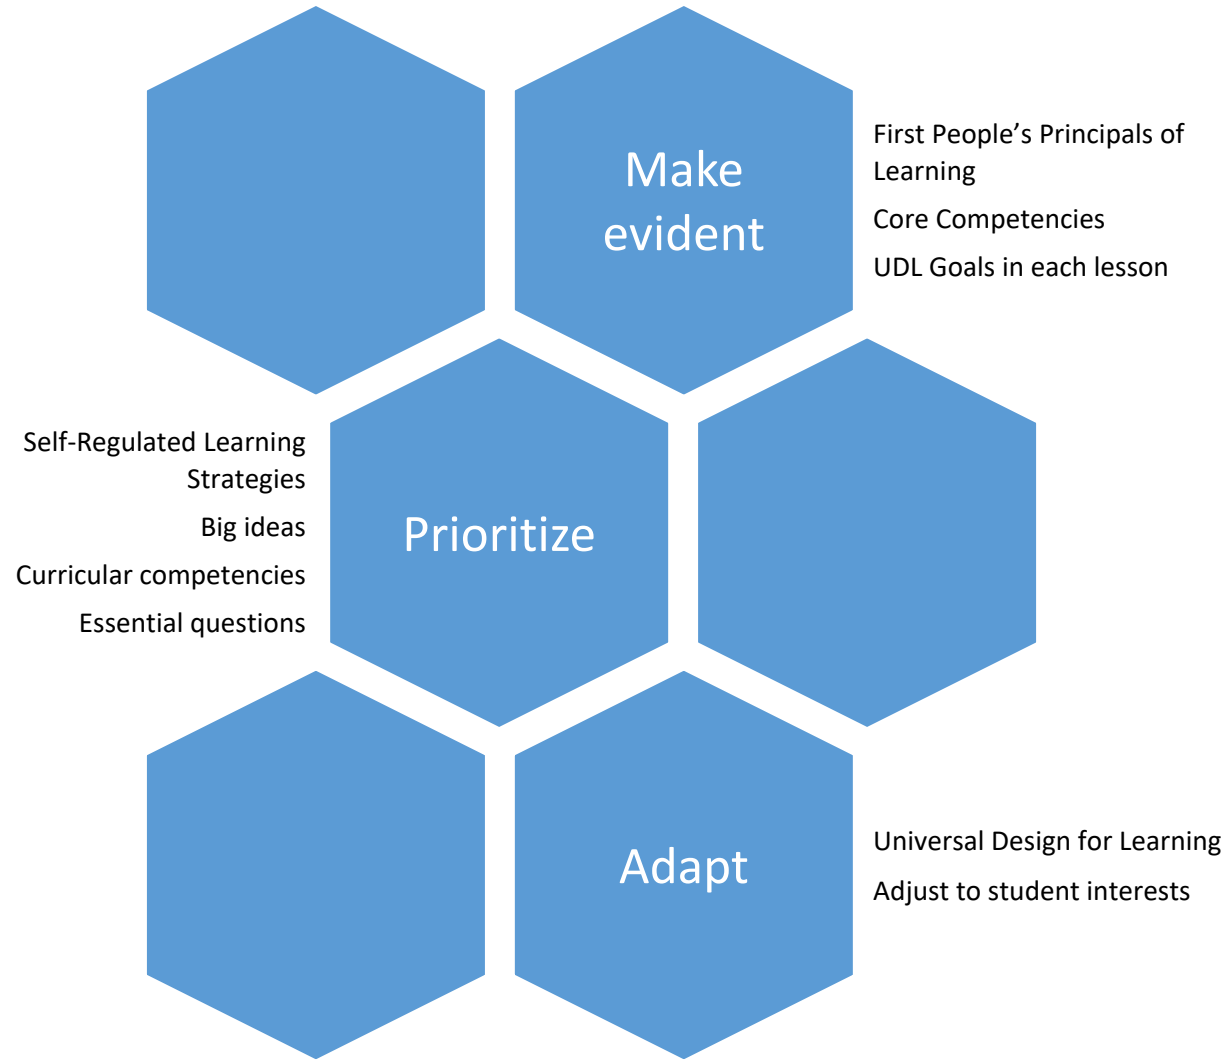 Make
evident
First People’s Principals of
Learning
Core Competencies
UDL Goals in each lesson
Self-Regulated Learning
Strategies
Big ideas
Curricular competencies
Essential questions
Prioritize
Adapt
Universal Design for Learning
Adjust to student interests